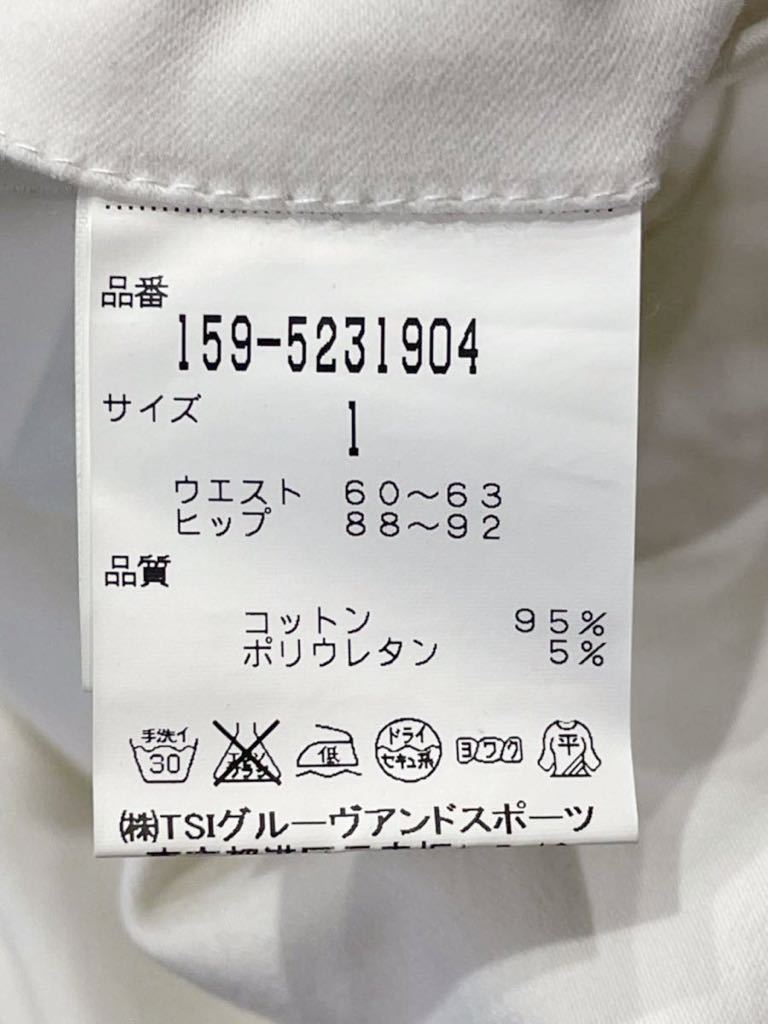 品番
159-5231904
サイズ
1
ウエスト 60～63
ヒップ 88～92
品質
コットン 95%
ポリウレタン 5%
手洗イ 30 低 ドライ セキユ系 ヨワク 平
㈱TSIグルーヴアンドスポーツ